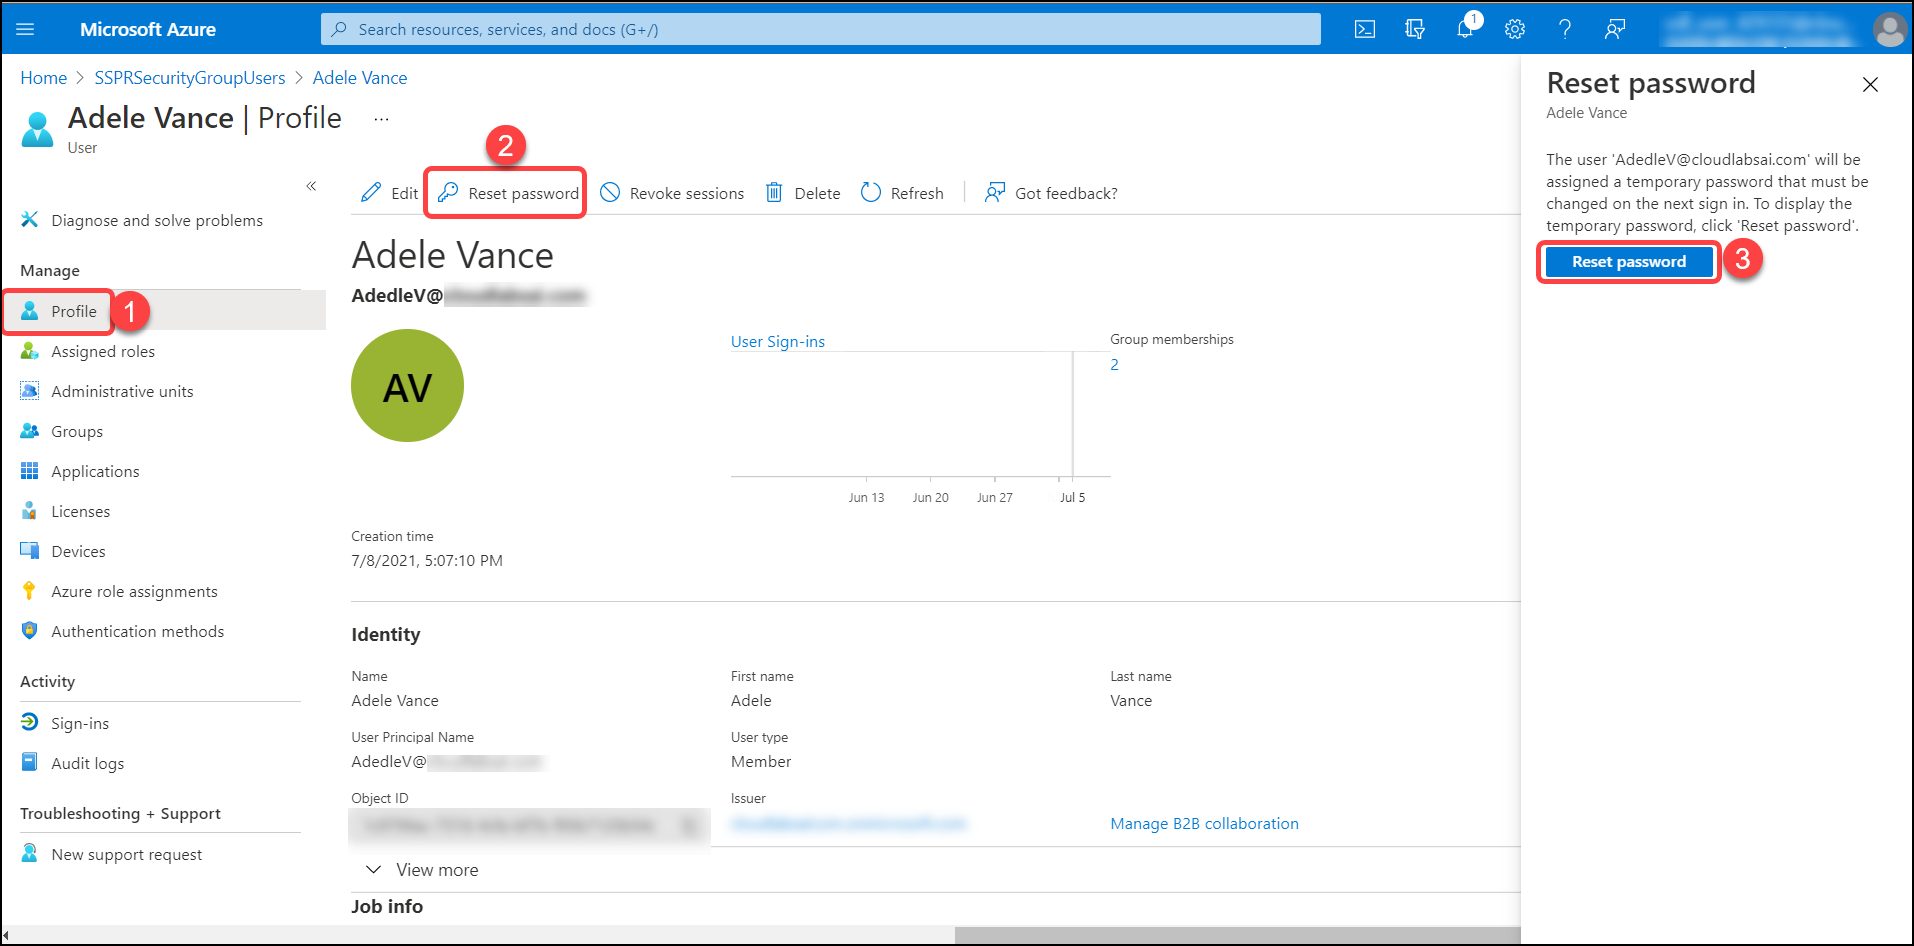 Microsoft Azure
Search resources, services, and docs (G+/)
1
Home > SSPRSecurityGroupUsers > Adele Vance
Adele Vance | Profile ...
User
«
Diagnose and solve problems
Manage
Profile
1
Assigned roles
Administrative units
Groups
Applications
Licenses
Devices
Azure role assignments
Authentication methods
Activity
Sign-ins
Audit logs
Troubleshooting + Support
New support request
2
Edit
Reset password
Revoke sessions
Delete
Refresh
Got feedback?
Adele Vance
AdedleV@
AV
User Sign-ins
Jun 13 Jun 20 Jun 27 Jul 5
Group memberships
2
Creation time
7/8/2021, 5:07:10 PM
Identity
Name
Adele Vance
First name
Adele
Last name
Vance
User Principal Name
AdedleV@
User type
Member
Object ID
Issuer
Manage B2B collaboration
View more
Job info
Reset password
Adele Vance
The user 'AdedleV@cloudlabsai.com' will be
assigned a temporary password that must be
changed on the next sign in. To display the
temporary password, click 'Reset password'.
Reset password
3